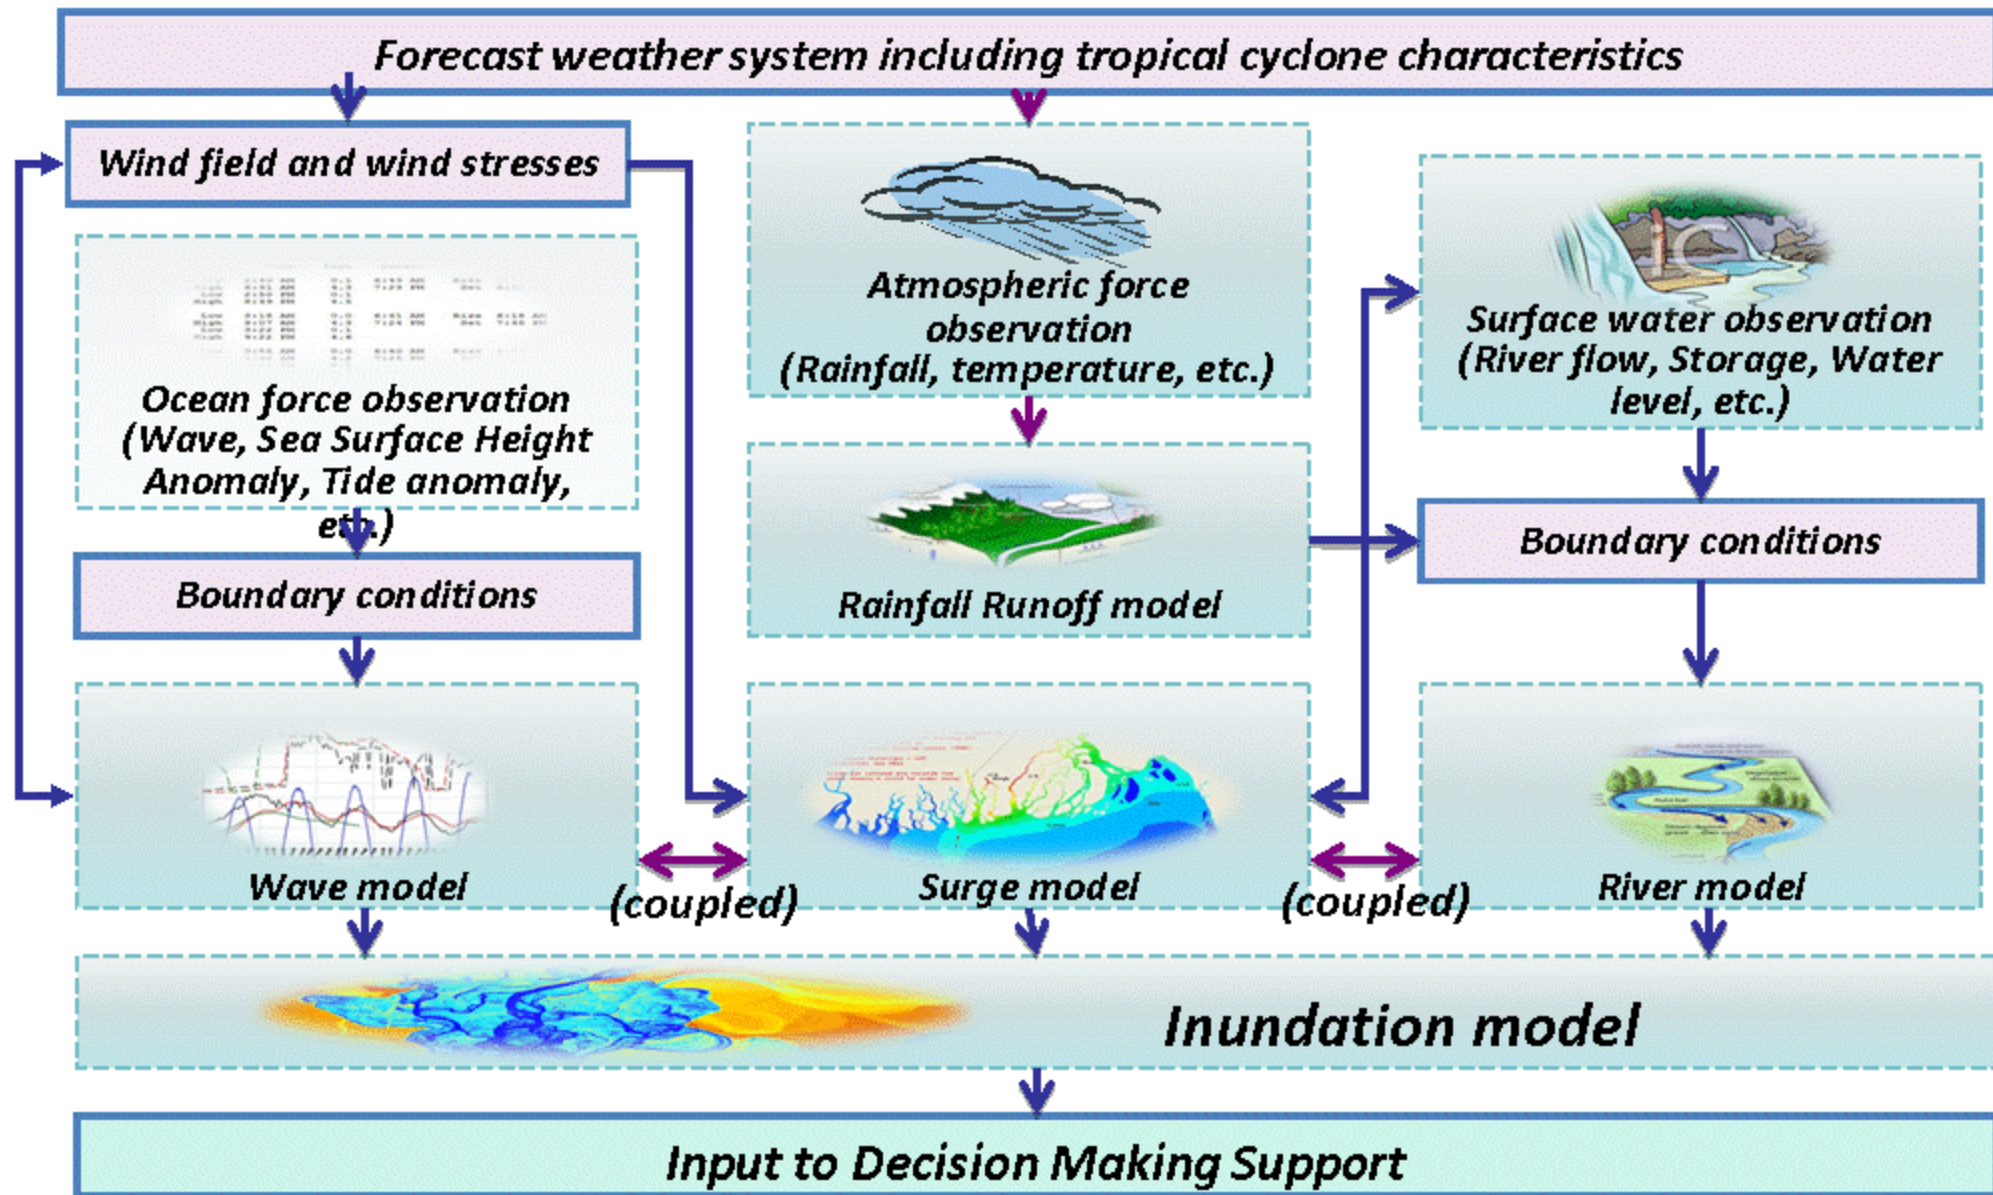 Forecast weather system including tropical cyclone characteristics
Wind field and wind stresses
Ocean force observation
(Wave, Sea Surface Height
Anomaly, Tide anomaly,
etc.)
Boundary conditions
Wave model
Atmospheric force
observation
(Rainfall, temperature, etc.)
Rainfall Runoff model
Surge model
Surface water observation
(River flow, Storage, Water
level, etc.)
Boundary conditions
River model
(coupled)
(coupled)
Inundation model
Input to Decision Making Support